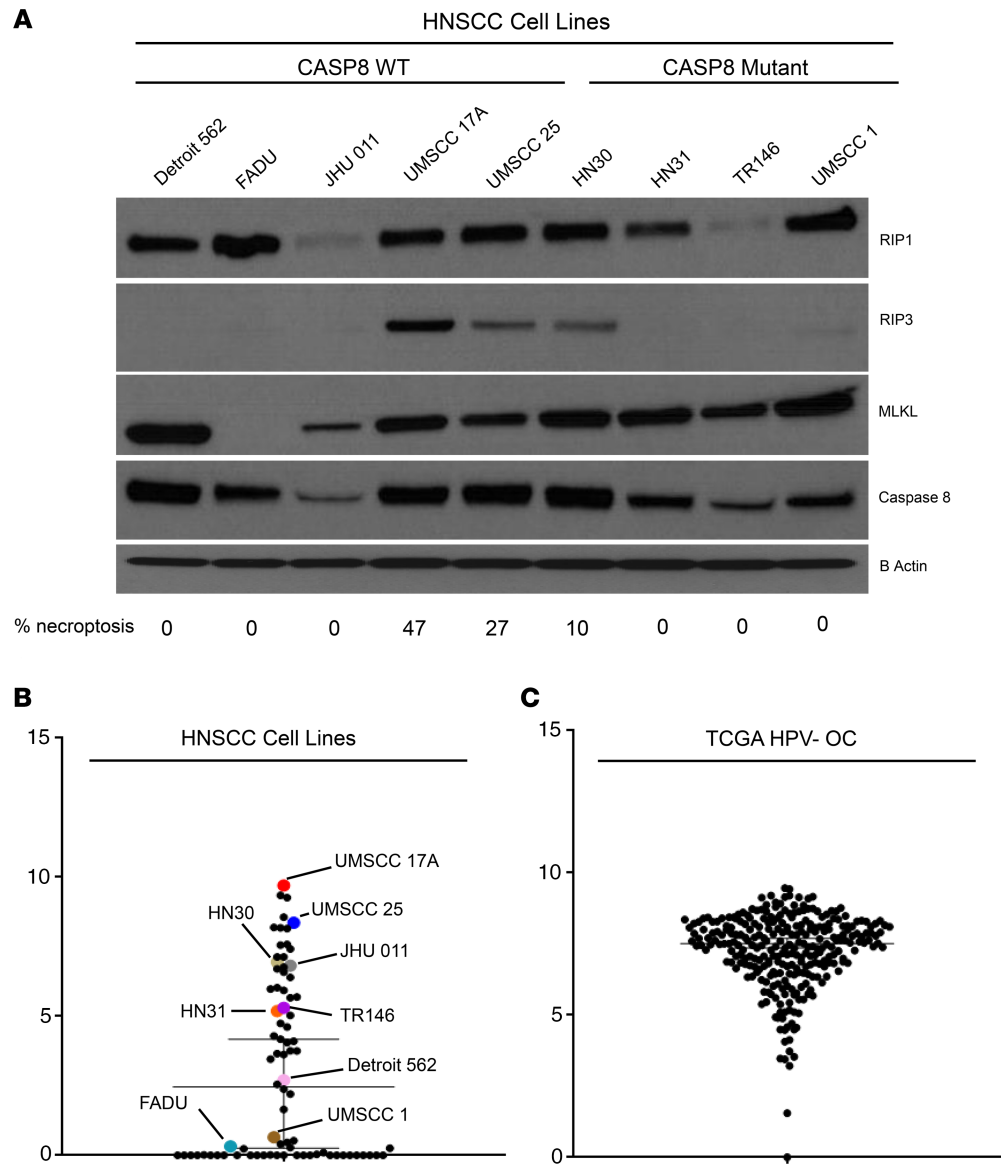 A
HNSCC Cell Lines
CASP8 WT CASP8 Mutant
Detroit 562 FADU JHU 011 UMSCC 17A UMSCC 25 HN30 HN31 TR146 UMSCC 1
RIP1
RIP3
MLKL
Caspase 8
B Actin
% necroptosis 0 0 0 47 27 10 0 0 0
B
HNSCC Cell Lines
15
10
5
0
UMSCC 17A
HN30
UMSCC 25
JHU 011
HN31
TR146
Detroit 562
FADU
UMSCC 1
C
TCGA HPV- OC
15
10
5
0